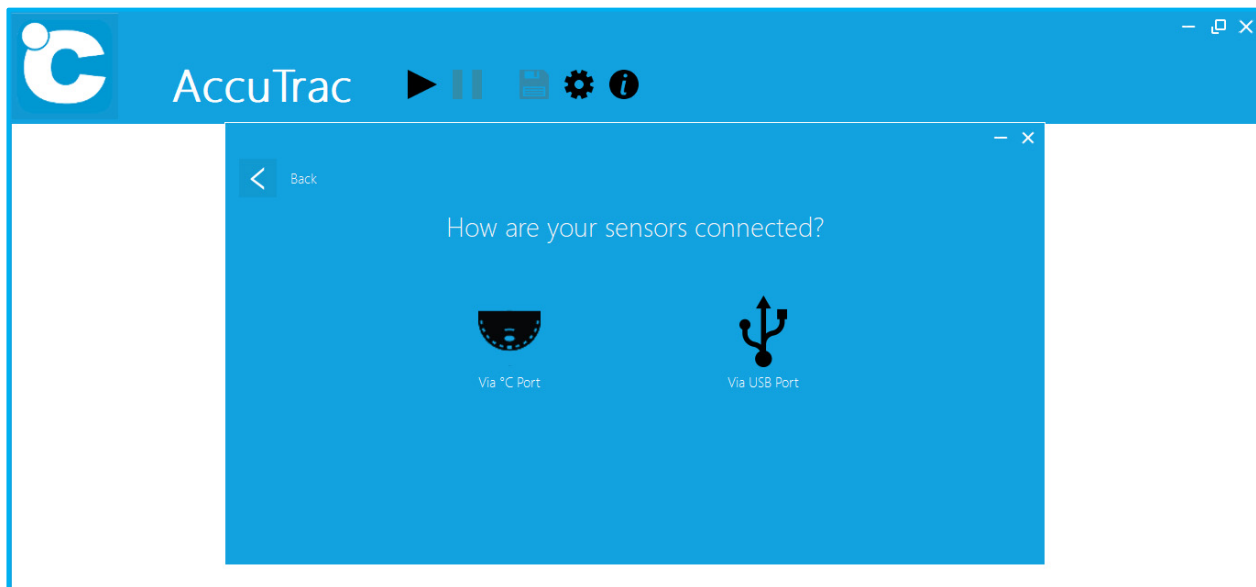 AccuTrac
Back
How are your sensors connected?
Via °C Port
Via USB Port